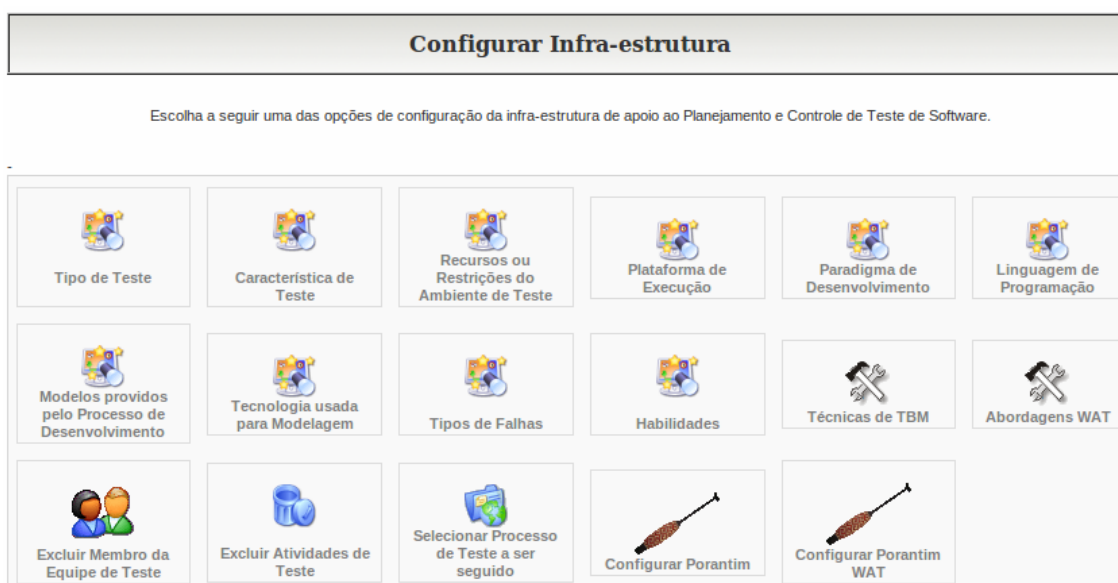 Configurar Infra-estrutura
Escolha a seguir uma das opções de configuração da infra-estrutura de apoio ao Planejamento e Controle de Teste de Software.
-
Tipo de Teste
Característica de
Teste
Recursos ou
Restrições do
Ambiente de Teste
Plataforma de
Execução
Paradigma de
Desenvolvimento
Linguagem de
Programação
Modelos providos
pelo Processo de
Desenvolvimento
Tecnologia usada
para Modelagem
Tipos de Falhas
Habilidades
Técnicas de TBM
Abordagens WAT
Excluir Membro da
Equipe de Teste
Excluir Atividades de
Teste
Selecionar Processo
de Teste a ser
seguido
Configurar Porantim
Configurar Porantim
WAT